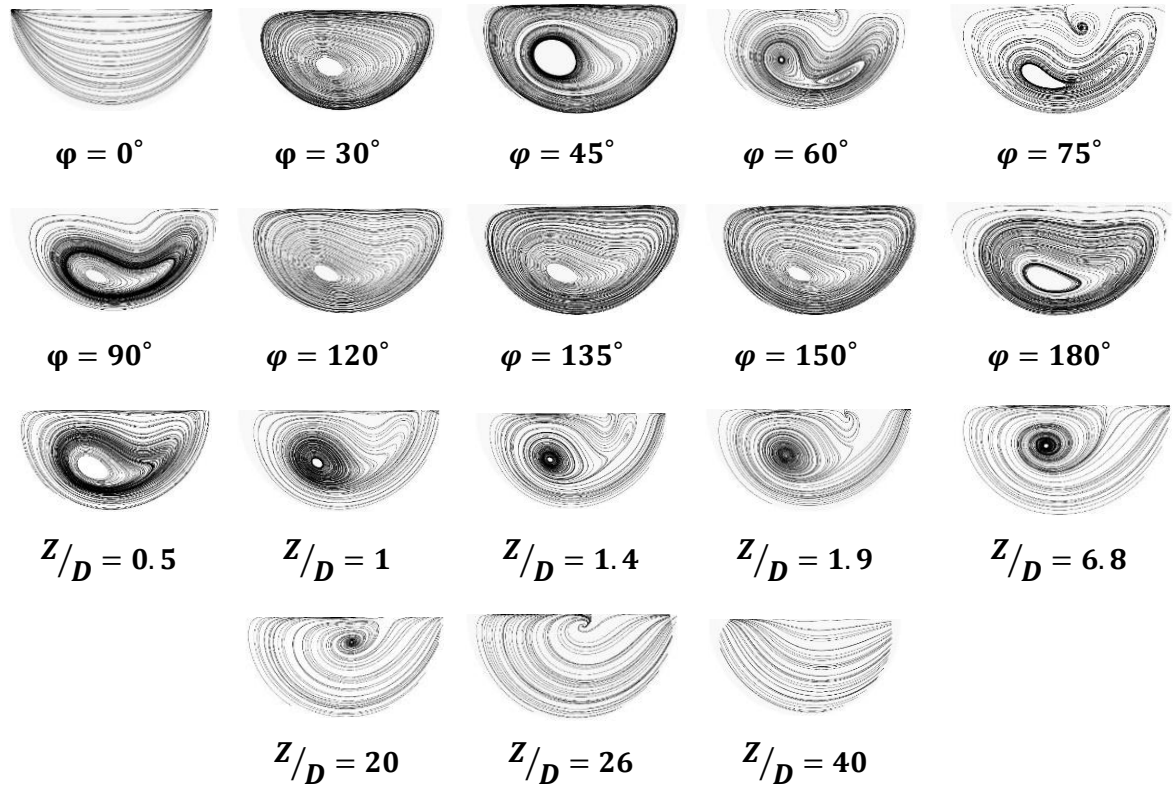 φ = 0° φ = 30° φ = 45° φ = 60° φ = 75°
φ = 90° φ = 120° φ = 135° φ = 150° φ = 180°
Z/D = 0.5 Z/D = 1 Z/D = 1.4 Z/D = 1.9 Z/D = 6.8
Z/D = 20 Z/D = 26 Z/D = 40